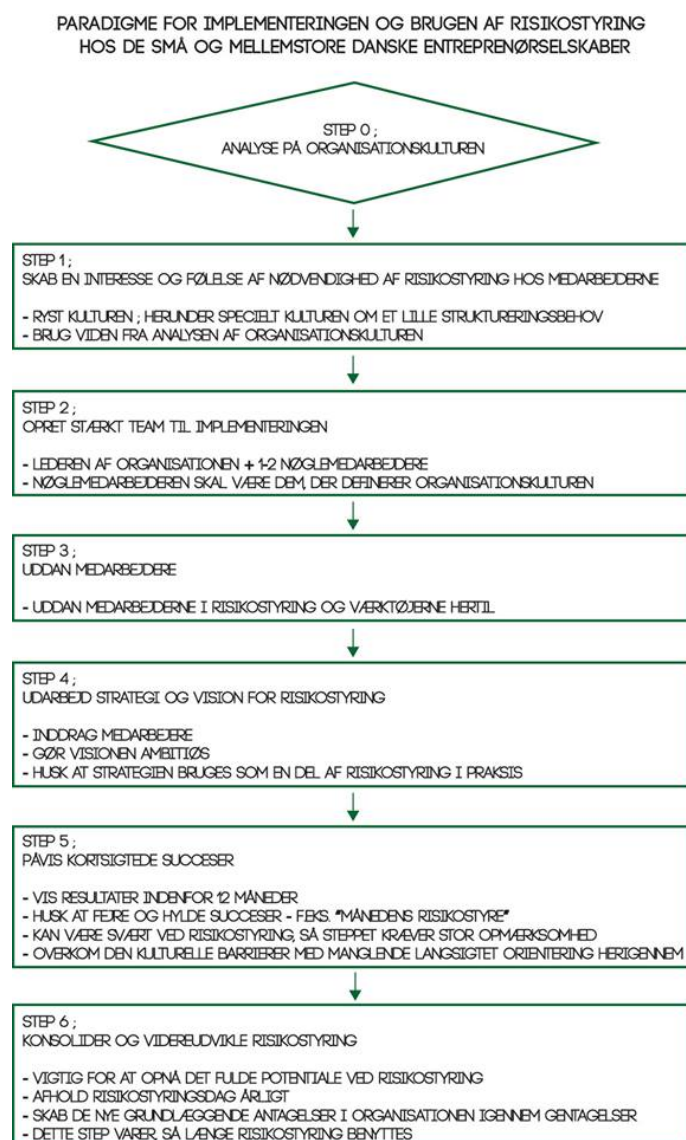 PARADIGME FOR IMPLEMENTERINGEN OG BRUGEN AF RISIKOSTYRING
HOS DE SMÅ OG MELLEMSTORE DANSKE ENTREPRENØRSELSKABER
STEP 0 ;
ANALYSE PÅ ORGANISATIONSKULTUREN
STEP 1 ;
SKAB EN INTERESSE OG FØLELSE AF NØDVENDIGHED AF RISIKOSTYRING HOS MEDARBEJDERNE
- RYST KULTUREN ; HERUNDER SPECIELT KULTUREN OM ET LILLE STRUKTURERINGSBEHOV
- BRUG VIDEN FRA ANALYSEN AF ORGANISATIONSKULTUREN
STEP 2 ;
OPRET STÆRKT TEAM TIL IMPLEMENTERINGEN
- LEDEREN AF ORGANISATIONEN + 1-2 NØGLEMEDARBEJDERE
- NØGLEMEDARBEJDEREN SKAL VÆRE DEM, DER DEFINERER ORGANISATIONSKULTUREN
STEP 3 ;
UDDAN MEDARBEJDERE
- UDDAN MEDARBEJDERNE I RISIKOSTYRING OG VÆRKTØJERNE HERTIL
STEP 4 ;
UDARBEJD STRATEGI OG VISION FOR RISIKOSTYRING
- INDDRAG MEDARBEJERE
- GØR VISIONEN AMBITIØS
- HUSK AT STRATEGIEN BRUGES SOM EN DEL AF RISIKOSTYRING I PRAKSIS
STEP 5 ;
PÅVIS KORTSIGTEDE SUCCESER
- VIS RESULTATER INDENFOR 12 MÅNEDER
- HUSK AT FEJRE OG HYLDE SUCCESER - F.EKS. "MÅNEDENS RISIKOSTYRE"
- KAN VÆRE SVÆRT VED RISIKOSTYRING, SÅ STEPPET KRÆVER STOR OPMÆRKSOMHED
- OVERKOM DEN KULTURELLE BARRIERER MED MANGLENDE LANGSIGTET ORIENTERING HERIGENNEM
STEP 6 ;
KONSOLIDER OG VIDEREUDVIKLE RISIKOSTYRING
- VIGTIG FOR AT OPNÅ DET FULDE POTENTIALE VED RISIKOSTYRING
- AFHOLD RISIKOSTYRINGSDAG ÅRLIGT
- SKAB DE NYE GRUNDLÆGGENDE ANTAGELSER I ORGANISATIONEN IGENNEM GENTAGELSER
- DETTE STEP VARER, SÅ LÆNGE RISIKOSTYRING BENYTTES